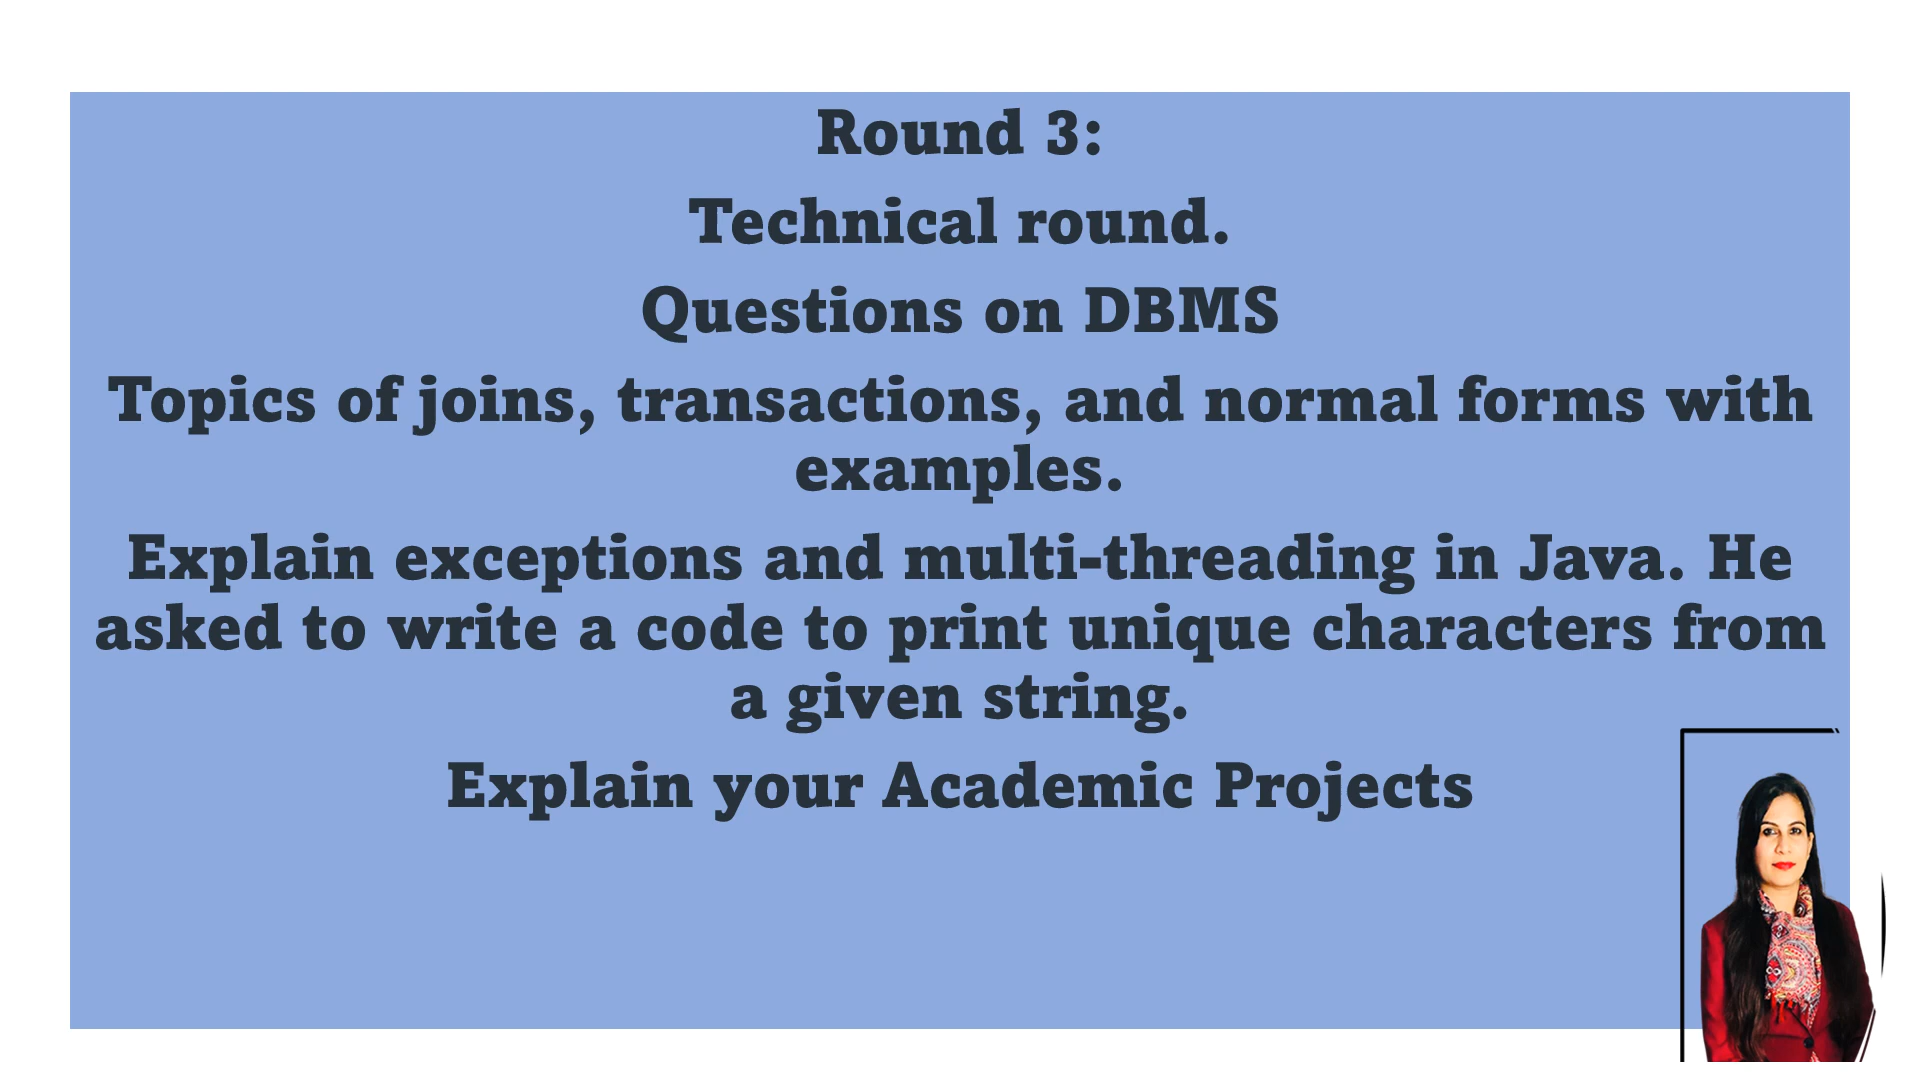 Round 3:
Technical round.
Questions on DBMS
Topics of joins, transactions, and normal forms with
examples.
Explain exceptions and multi-threading in Java. He
asked to write a code to print unique characters from
a given string.
Explain your Academic Projects